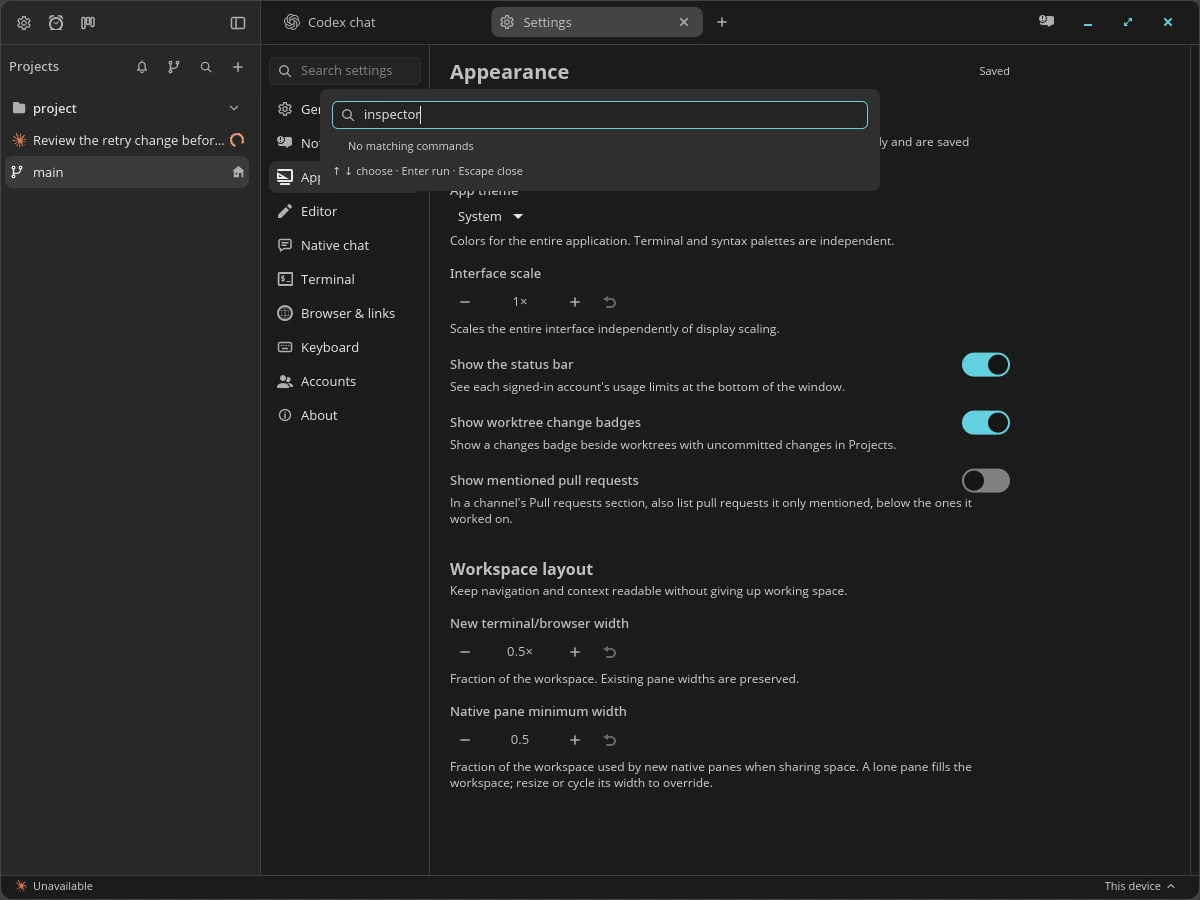 Codex chat
Settings
Projects
project
Review the retry change befor...
main
Search settings
Ger
Not
App
Editor
Native chat
Terminal
Browser & links
Keyboard
Accounts
About
Appearance
Saved
inspector
No matching commands
↑ ↓ choose · Enter run · Escape close
ly and are saved
App theme
System
Colors for the entire application. Terminal and syntax palettes are independent.
Interface scale
− 1× +
Scales the entire interface independently of display scaling.
Show the status bar
See each signed-in account's usage limits at the bottom of the window.
Show worktree change badges
Show a changes badge beside worktrees with uncommitted changes in Projects.
Show mentioned pull requests
In a channel's Pull requests section, also list pull requests it only mentioned, below the ones it
worked on.
Workspace layout
Keep navigation and context readable without giving up working space.
New terminal/browser width
− 0.5× +
Fraction of the workspace. Existing pane widths are preserved.
Native pane minimum width
− 0.5 +
Fraction of the workspace used by new native panes when sharing space. A lone pane fills the
workspace; resize or cycle its width to override.
Unavailable
This device